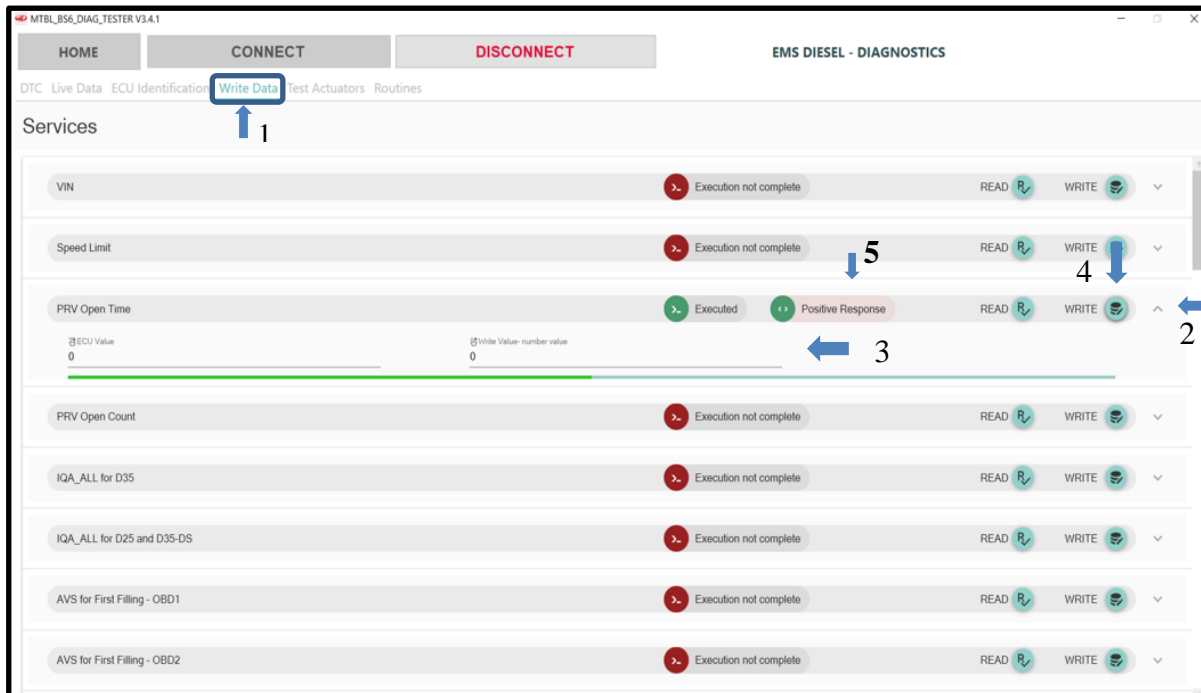 MTBL_BS6_DIAG_TESTER V3.4.1
HOME CONNECT DISCONNECT EMS DIESEL - DIAGNOSTICS
DTC Live Data ECU Identification Write Data Test Actuators Routines
1
Services
VIN Execution not complete READ WRITE
Speed Limit Execution not complete READ WRITE
5
4
PRV Open Time Executed Positive Response READ WRITE
2
ECU Value Write Value- number value
3
0 0
PRV Open Count Execution not complete READ WRITE
IQA_ALL for D35 Execution not complete READ WRITE
IQA_ALL for D25 and D35-DS Execution not complete READ WRITE
AVS for First Filling - OBD1 Execution not complete READ WRITE
AVS for First Filling - OBD2 Execution not complete READ WRITE